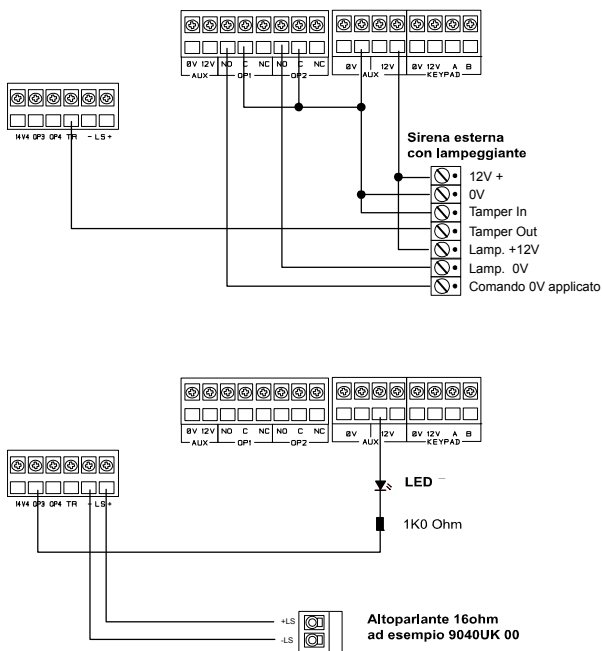 0V 12V NO C NC NO C NC
AUX OP1 OP2
0V 12V
AUX
0V 12V A B
KEYPAD
14V4 OP3 OP4 TR - LS +
Sirena esterna
con lampeggiante
12V +
0V
Tamper In
Tamper Out
Lamp. +12V
Lamp. 0V
Comando 0V applicato
0V 12V NO C NC NO C NC
AUX OP1 OP2
0V 12V
AUX
0V 12V A B
KEYPAD
14V4 OP3 OP4 TR - LS +
LED
1K0 Ohm
+LS
-LS
Altoparlante 16ohm
ad esempio 9040UK 00